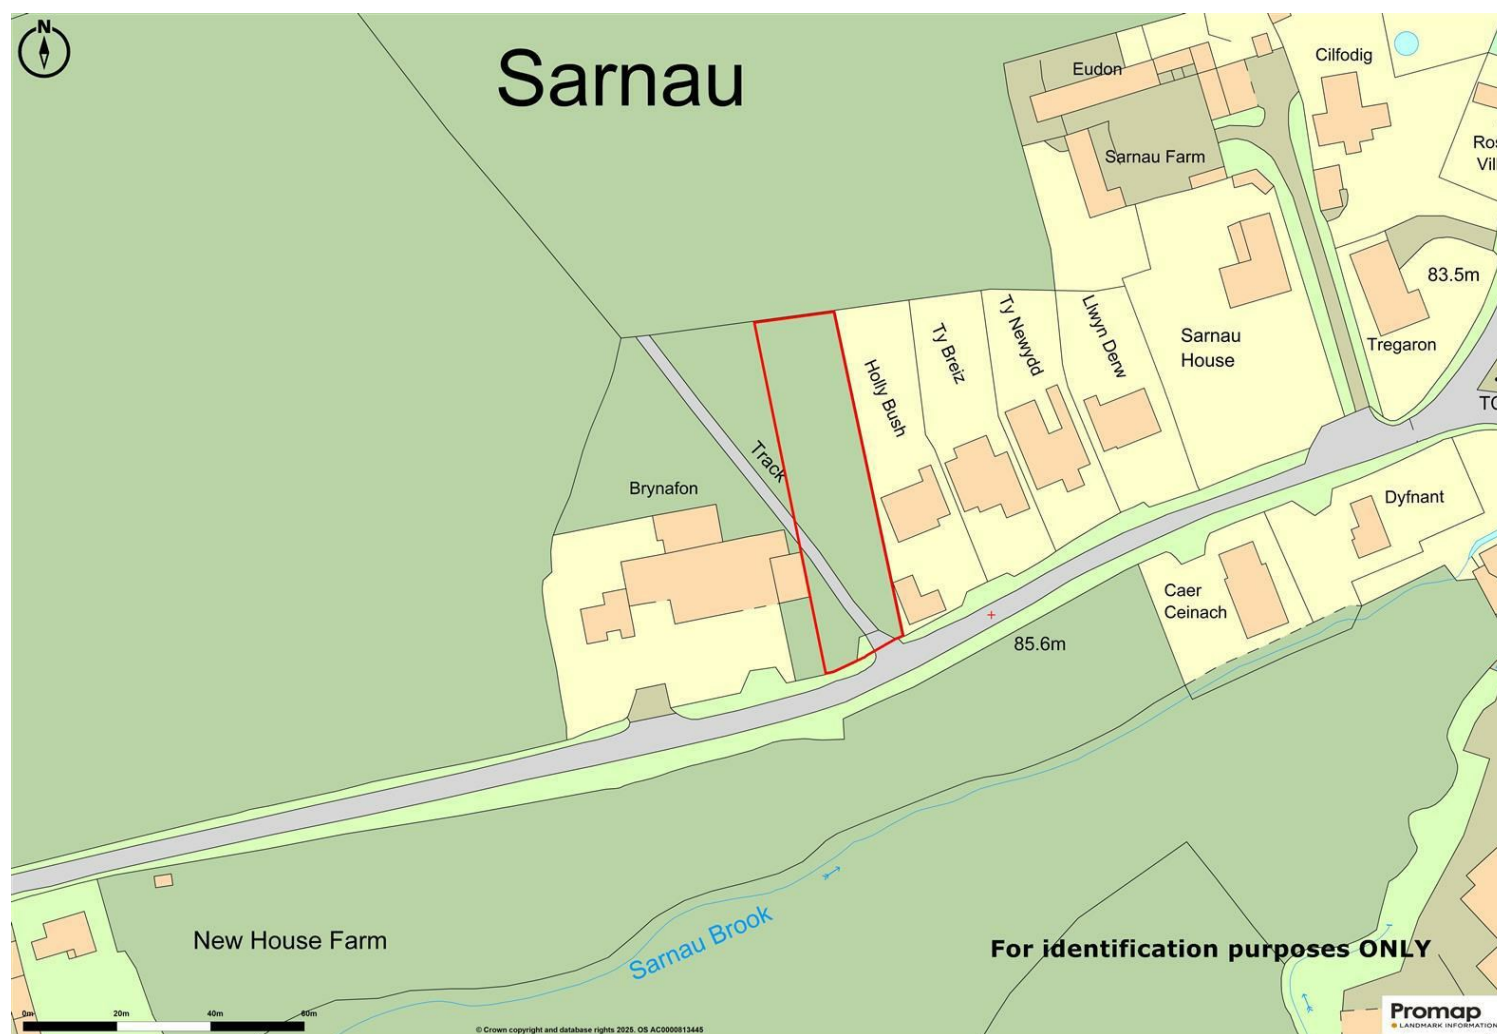 N
Sarnau
Eudon
Cilfodig
Sarnau Farm
83.5m
Sarnau
House
Tregaron
Holly Bush
Ty Breiz
Ty Newydd
Llwyn Derw
Track
Brynafon
Dyfnant
Caer
Ceinach
85.6m
New House Farm
Sarnau Brook
For identification purposes ONLY
0m 20m 40m 60m
© Crown copyright and database rights 2025. OS AC0000813445
Promap
LANDMARK INFORMATION